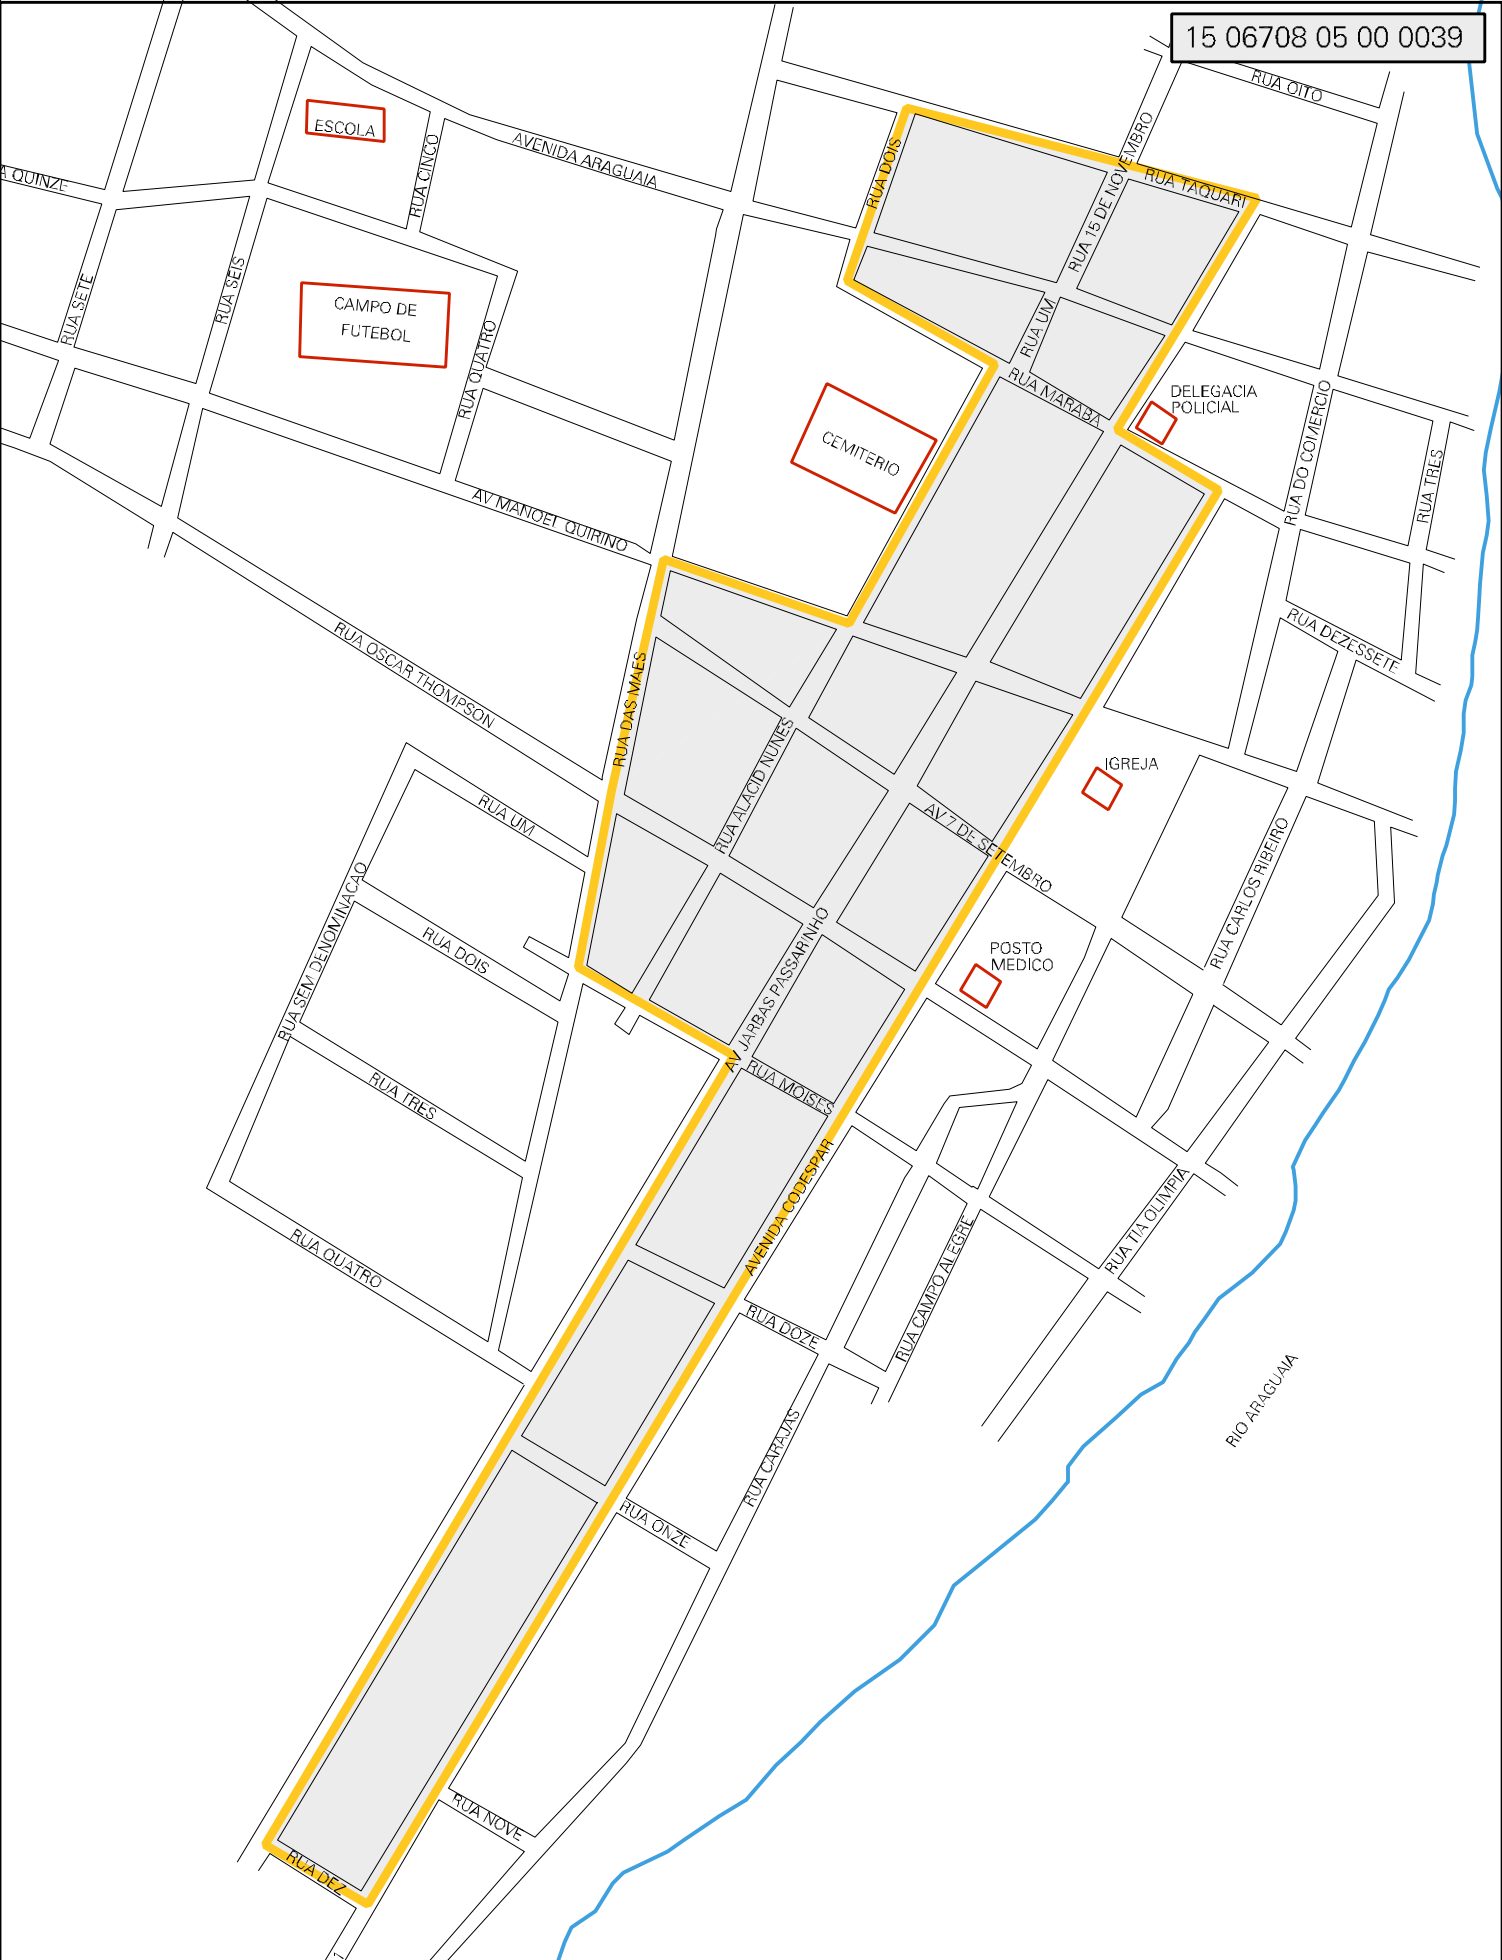 15 06708 05 00 0039
RUA OITO
ESCOLA
RUA CINCO
AVENIDA ARAGUAIA
RUA DOIS
RUA 15 DE NOVEMBRO
RUA TAQUARI
A QUINZE
RUA SETE
RUA SEIS
CAMPO DE
FUTEBOL
RUA QUATRO
RUA UM
RUA MARABA
DELEGACIA
POLICIAL
RUA DO COMERCIO
RUA TRES
CEMITERIO
AV MANOEL QUIRINO
RUA OSCAR THOMPSON
RUA DAS MAES
RUA DEZESSETE
RUA ALACID NUNES
IGREJA
RUA UM
AV 7 DE SETEMBRO
RUA CARLOS RIBEIRO
RUA SEM DENOMINACAO
RUA DOIS
AV JARBAS PASSARINHO
POSTO
MEDICO
RUA TRES
RUA MOISES
AVENIDA CODESPAR
RUA TIA OLIMPIA
RUA QUATRO
RUA CAMPO ALEGRE
RUA DOZE
RIO ARAGUAIA
RUA CARAJAS
RUA ONZE
RUA NOVE
RUA DEZ